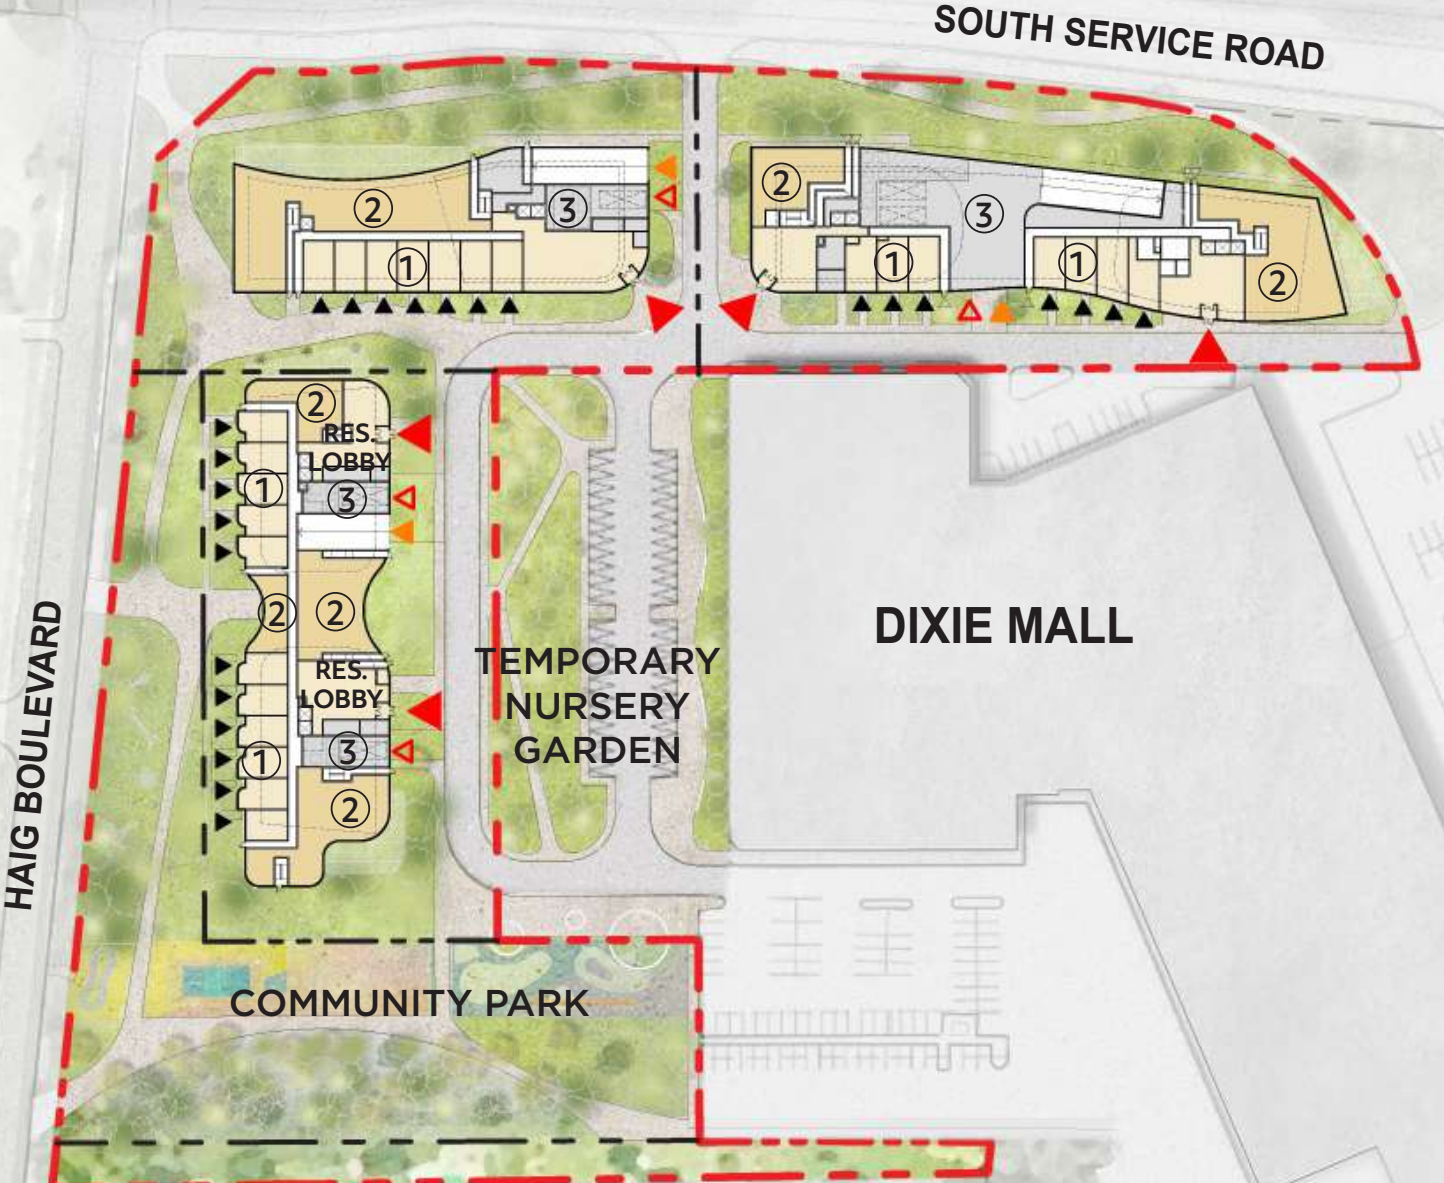 SOUTH SERVICE ROAD
2
3
1
2
3
1
1
2
2
RES.
LOBBY
1
3
2
2
RES.
LOBBY
1
3
2
HAIG BOULEVARD
TEMPORARY
NURSERY
GARDEN
DIXIE MALL
COMMUNITY PARK